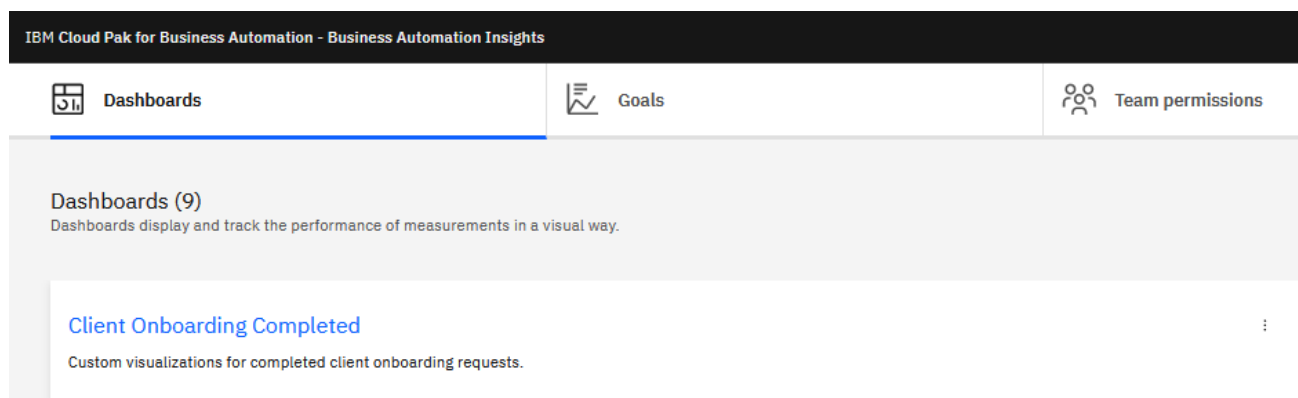 IBM Cloud Pak for Business Automation - Business Automation Insights
Dashboards
Goals
Team permissions
Dashboards (9)
Dashboards display and track the performance of measurements in a visual way.
Client Onboarding Completed
Custom visualizations for completed client onboarding requests.